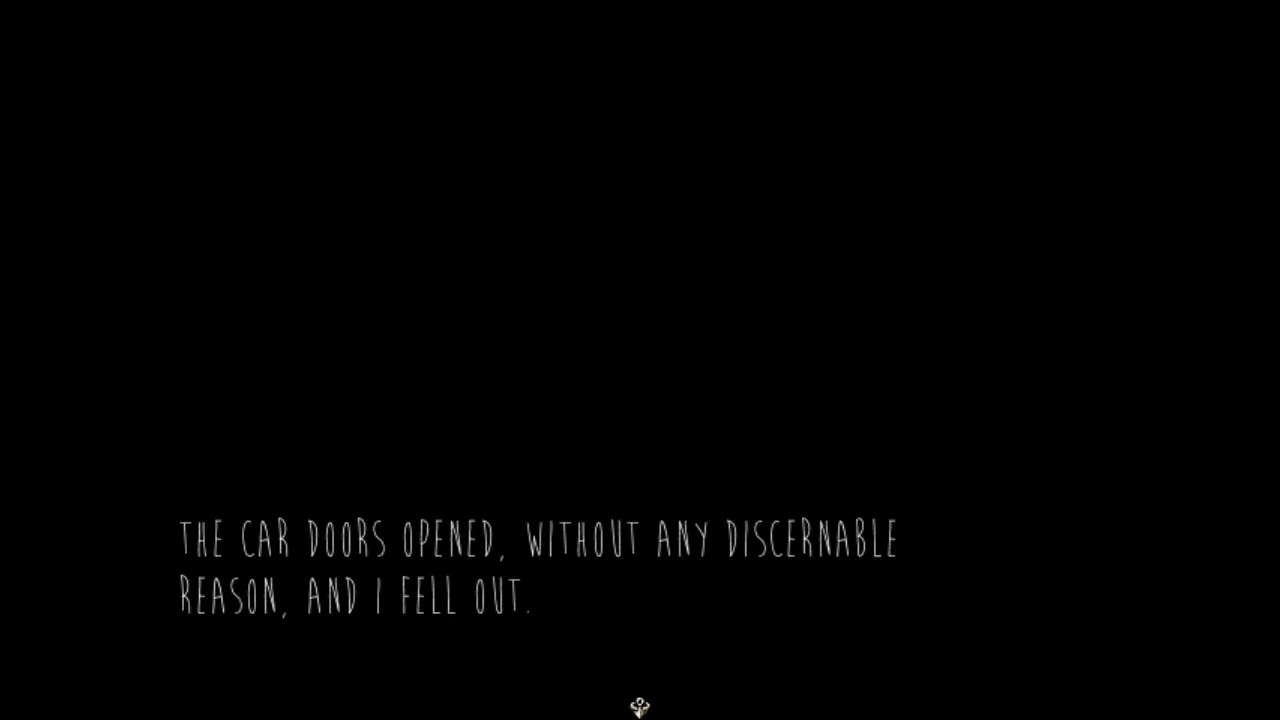 THE CAR DOORS OPENED, WITHOUT ANY DISCERNABLE
REASON, AND I FELL OUT.